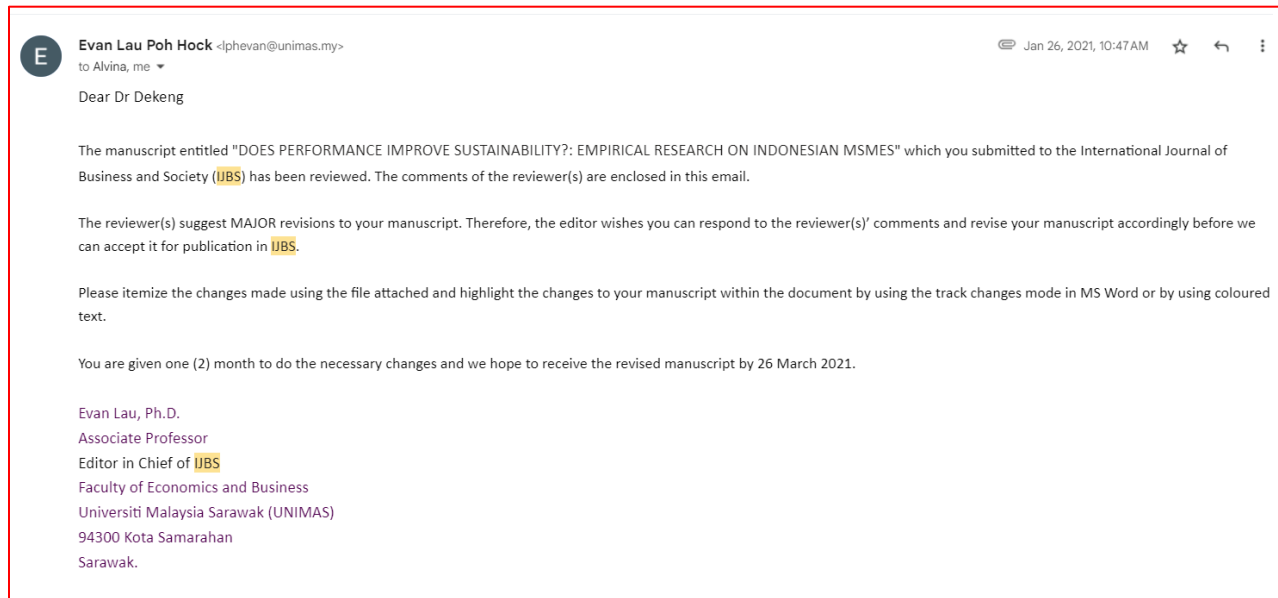 E
Evan Lau Poh Hock <lphevan@unimas.my>
Jan 26, 2021, 10:47 AM
to Alvina, me
Dear Dr Dekeng
The manuscript entitled "DOES PERFORMANCE IMPROVE SUSTAINABILITY?: EMPIRICAL RESEARCH ON INDONESIAN MSMES" which you submitted to the International Journal of
Business and Society (IJBS) has been reviewed. The comments of the reviewer(s) are enclosed in this email.
The reviewer(s) suggest MAJOR revisions to your manuscript. Therefore, the editor wishes you can respond to the reviewer(s)’ comments and revise your manuscript accordingly before we
can accept it for publication in IJBS.
Please itemize the changes made using the file attached and highlight the changes to your manuscript within the document by using the track changes mode in MS Word or by using coloured
text.
You are given one (2) month to do the necessary changes and we hope to receive the revised manuscript by 26 March 2021.
Evan Lau, Ph.D.
Associate Professor
Editor in Chief of IJBS
Faculty of Economics and Business
Universiti Malaysia Sarawak (UNIMAS)
94300 Kota Samarahan
Sarawak.